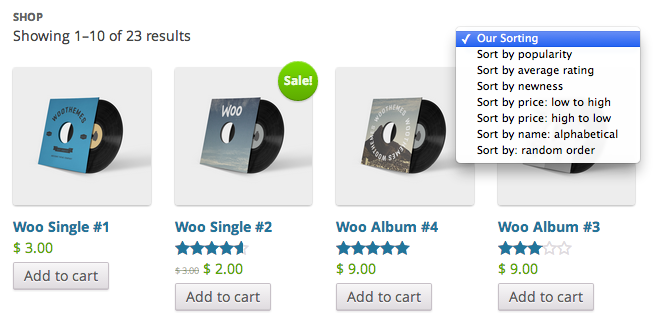 SHOP
Showing 1–10 of 23 results
✓ Our Sorting
Sort by popularity
Sort by average rating
Sort by newness
Sort by price: low to high
Sort by price: high to low
Sort by name: alphabetical
Sort by: random order
Sale!
WOOTHEMES
WOO
WOOTHEMES WOOTHEMES
Woo Single #1
Woo Single #2
Woo Album #4
Woo Album #3
$ 3.00
$ 3.00 $ 2.00
$ 9.00
$ 9.00
Add to cart
Add to cart
Add to cart
Add to cart